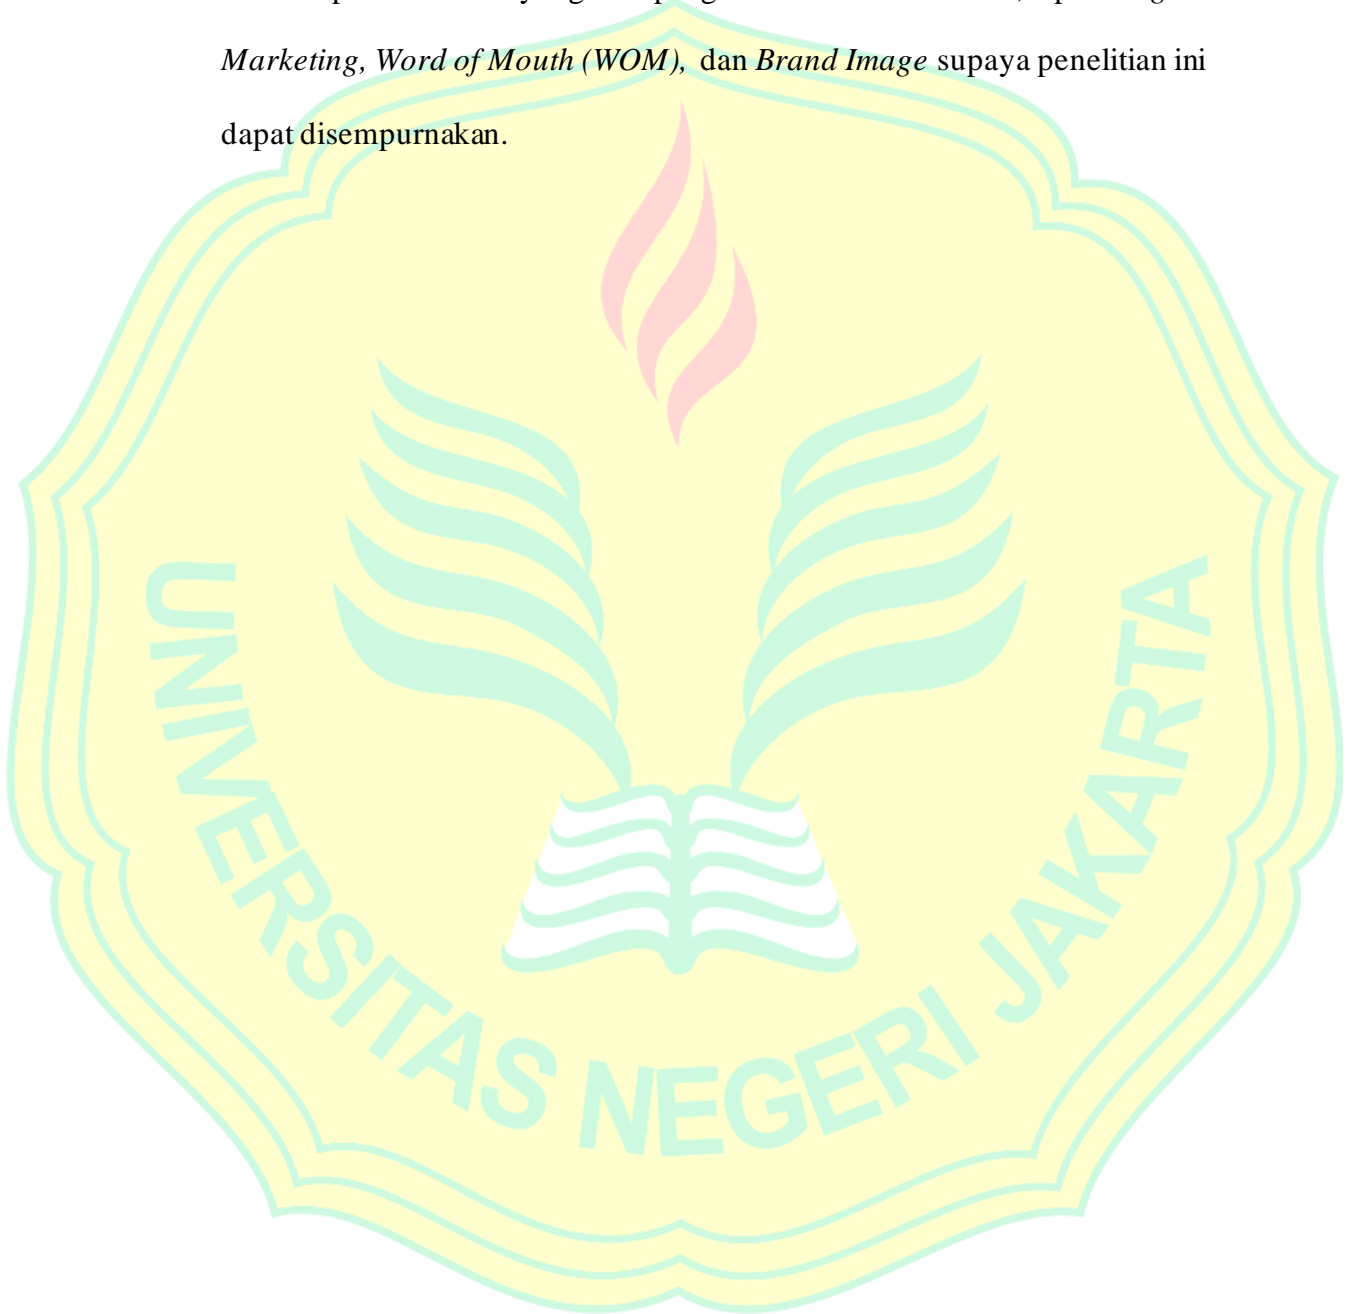 Marketing, Word of Mouth (WOM), dan Brand Image supaya penelitian ini
dapat disempurnakan.
UNIVERSITAS NEGERI JAKARTA